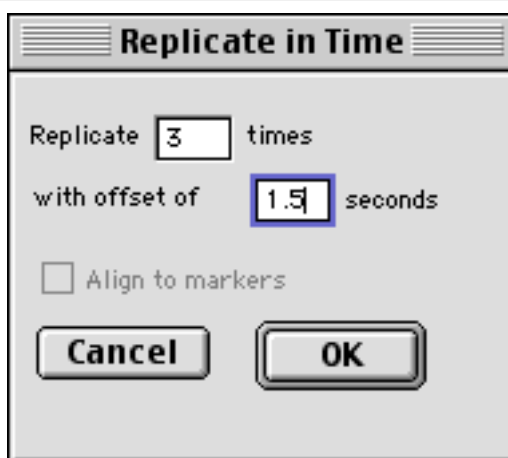 Replicate in Time
Replicate 3 times
with offset of 1.5 seconds
Align to markers
Cancel OK